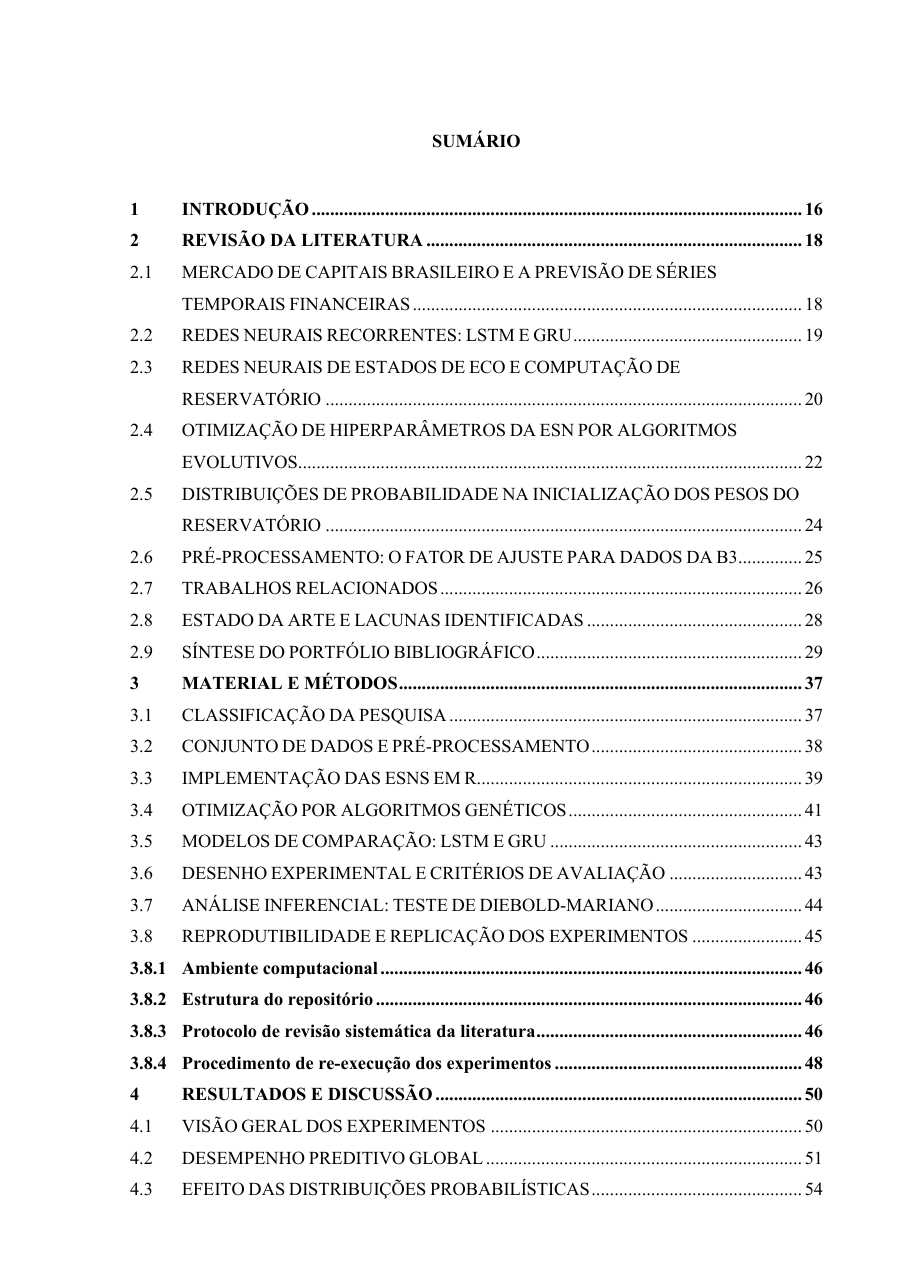 SUMÁRIO
1 INTRODUÇÃO ........................................................................................................... 16
2 REVISÃO DA LITERATURA .................................................................................. 18
2.1 MERCADO DE CAPITAIS BRASILEIRO E A PREVISÃO DE SÉRIES
TEMPORAIS FINANCEIRAS ..................................................................................... 18
2.2 REDES NEURAIS RECORRENTES: LSTM E GRU .................................................. 19
2.3 REDES NEURAIS DE ESTADOS DE ECO E COMPUTAÇÃO DE
RESERVATÓRIO ........................................................................................................ 20
2.4 OTIMIZAÇÃO DE HIPERPARÂMETROS DA ESN POR ALGORITMOS
EVOLUTIVOS.............................................................................................................. 22
2.5 DISTRIBUIÇÕES DE PROBABILIDADE NA INICIALIZAÇÃO DOS PESOS DO
RESERVATÓRIO ........................................................................................................ 24
2.6 PRÉ-PROCESSAMENTO: O FATOR DE AJUSTE PARA DADOS DA B3.............. 25
2.7 TRABALHOS RELACIONADOS ............................................................................... 26
2.8 ESTADO DA ARTE E LACUNAS IDENTIFICADAS ............................................... 28
2.9 SÍNTESE DO PORTFÓLIO BIBLIOGRÁFICO .......................................................... 29
3 MATERIAL E MÉTODOS ........................................................................................ 37
3.1 CLASSIFICAÇÃO DA PESQUISA ............................................................................. 37
3.2 CONJUNTO DE DADOS E PRÉ-PROCESSAMENTO .............................................. 38
3.3 IMPLEMENTAÇÃO DAS ESNS EM R....................................................................... 39
3.4 OTIMIZAÇÃO POR ALGORITMOS GENÉTICOS ................................................... 41
3.5 MODELOS DE COMPARAÇÃO: LSTM E GRU ....................................................... 43
3.6 DESENHO EXPERIMENTAL E CRITÉRIOS DE AVALIAÇÃO ............................. 43
3.7 ANÁLISE INFERENCIAL: TESTE DE DIEBOLD-MARIANO ................................ 44
3.8 REPRODUTIBILIDADE E REPLICAÇÃO DOS EXPERIMENTOS ........................ 45
3.8.1 Ambiente computacional ............................................................................................ 46
3.8.2 Estrutura do repositório ............................................................................................. 46
3.8.3 Protocolo de revisão sistemática da literatura.......................................................... 46
3.8.4 Procedimento de re-execução dos experimentos ...................................................... 48
4 RESULTADOS E DISCUSSÃO ................................................................................ 50
4.1 VISÃO GERAL DOS EXPERIMENTOS .................................................................... 50
4.2 DESEMPENHO PREDITIVO GLOBAL ..................................................................... 51
4.3 EFEITO DAS DISTRIBUIÇÕES PROBABILÍSTICAS .............................................. 54